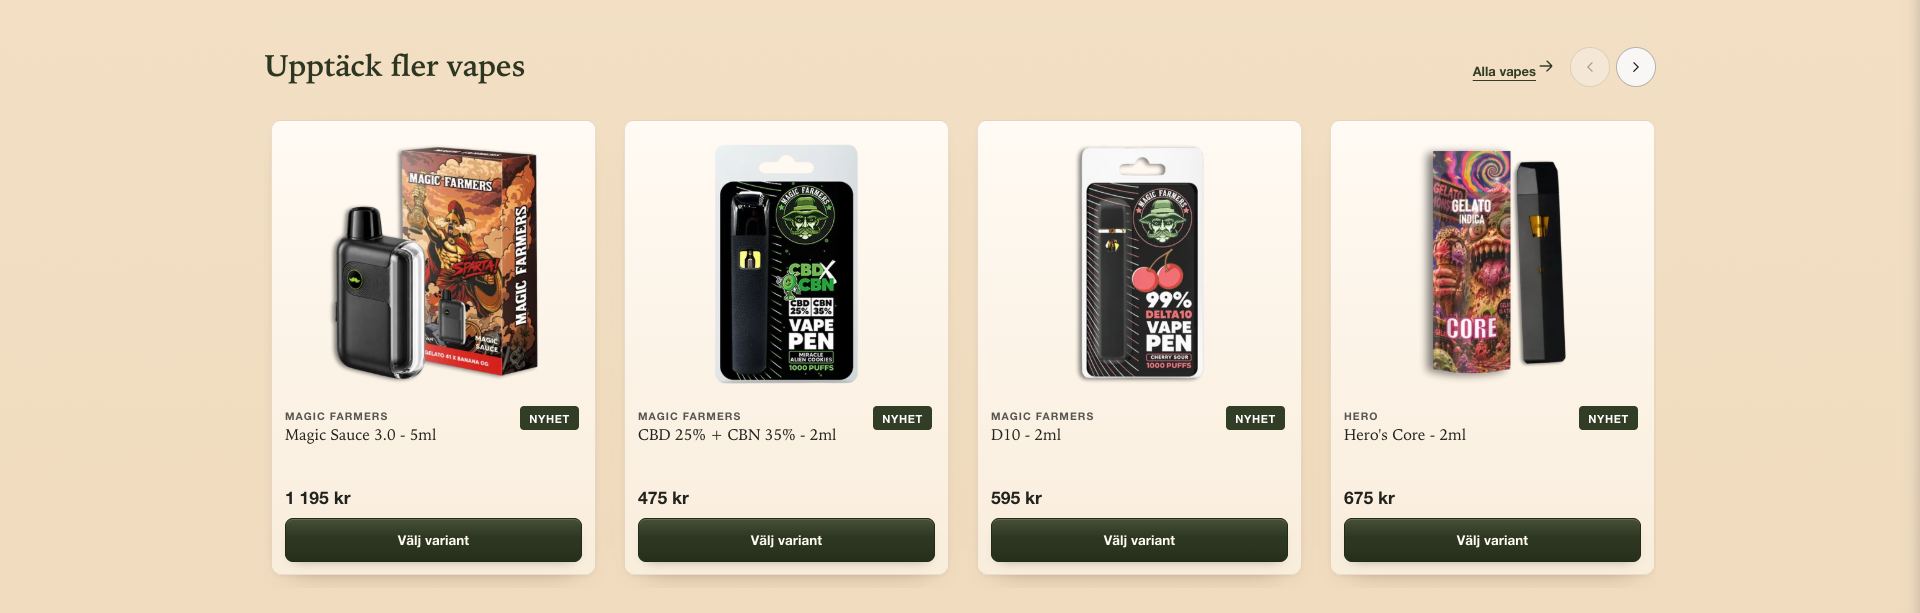 Upptäck fler vapes
Alla vapes
MAGIC FARMERS
MAGIC FARMERS
SPARTA
MAGIC
SAUCE
GELATO 41 X BANANA OG
MAGIC FARMERS
NYHET
Magic Sauce 3.0 - 5ml
1 195 kr
Välj variant
MAGIC FARMERS
CBD X
CBN
CBD CBN
25% 35%
VAPE
PEN
MIRACLE
ALIEN COOKIES
1000 PUFFS
MAGIC FARMERS
NYHET
CBD 25% + CBN 35% - 2ml
475 kr
Välj variant
MAGIC FARMERS
99%
DELTA10
VAPE
PEN
CHERRY SOUR
1000 PUFFS
MAGIC FARMERS
NYHET
D10 - 2ml
595 kr
Välj variant
GELATO
INDICA
CORE
HERO
NYHET
Hero's Core - 2ml
675 kr
Välj variant